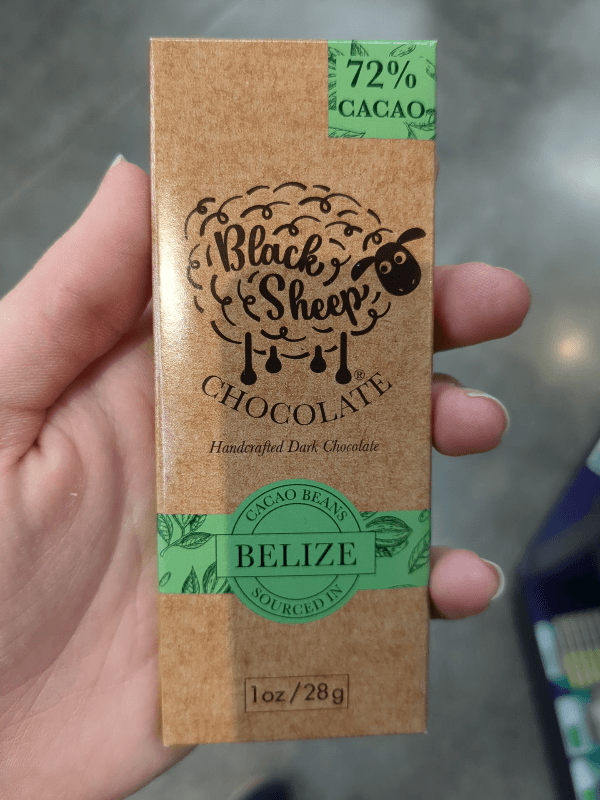 72%
CACAO
Black
Sheep
®
CHOCOLATE
Handcrafted Dark Chocolate
CACAO BEANS
BELIZE
SOURCED IN
1oz/28g